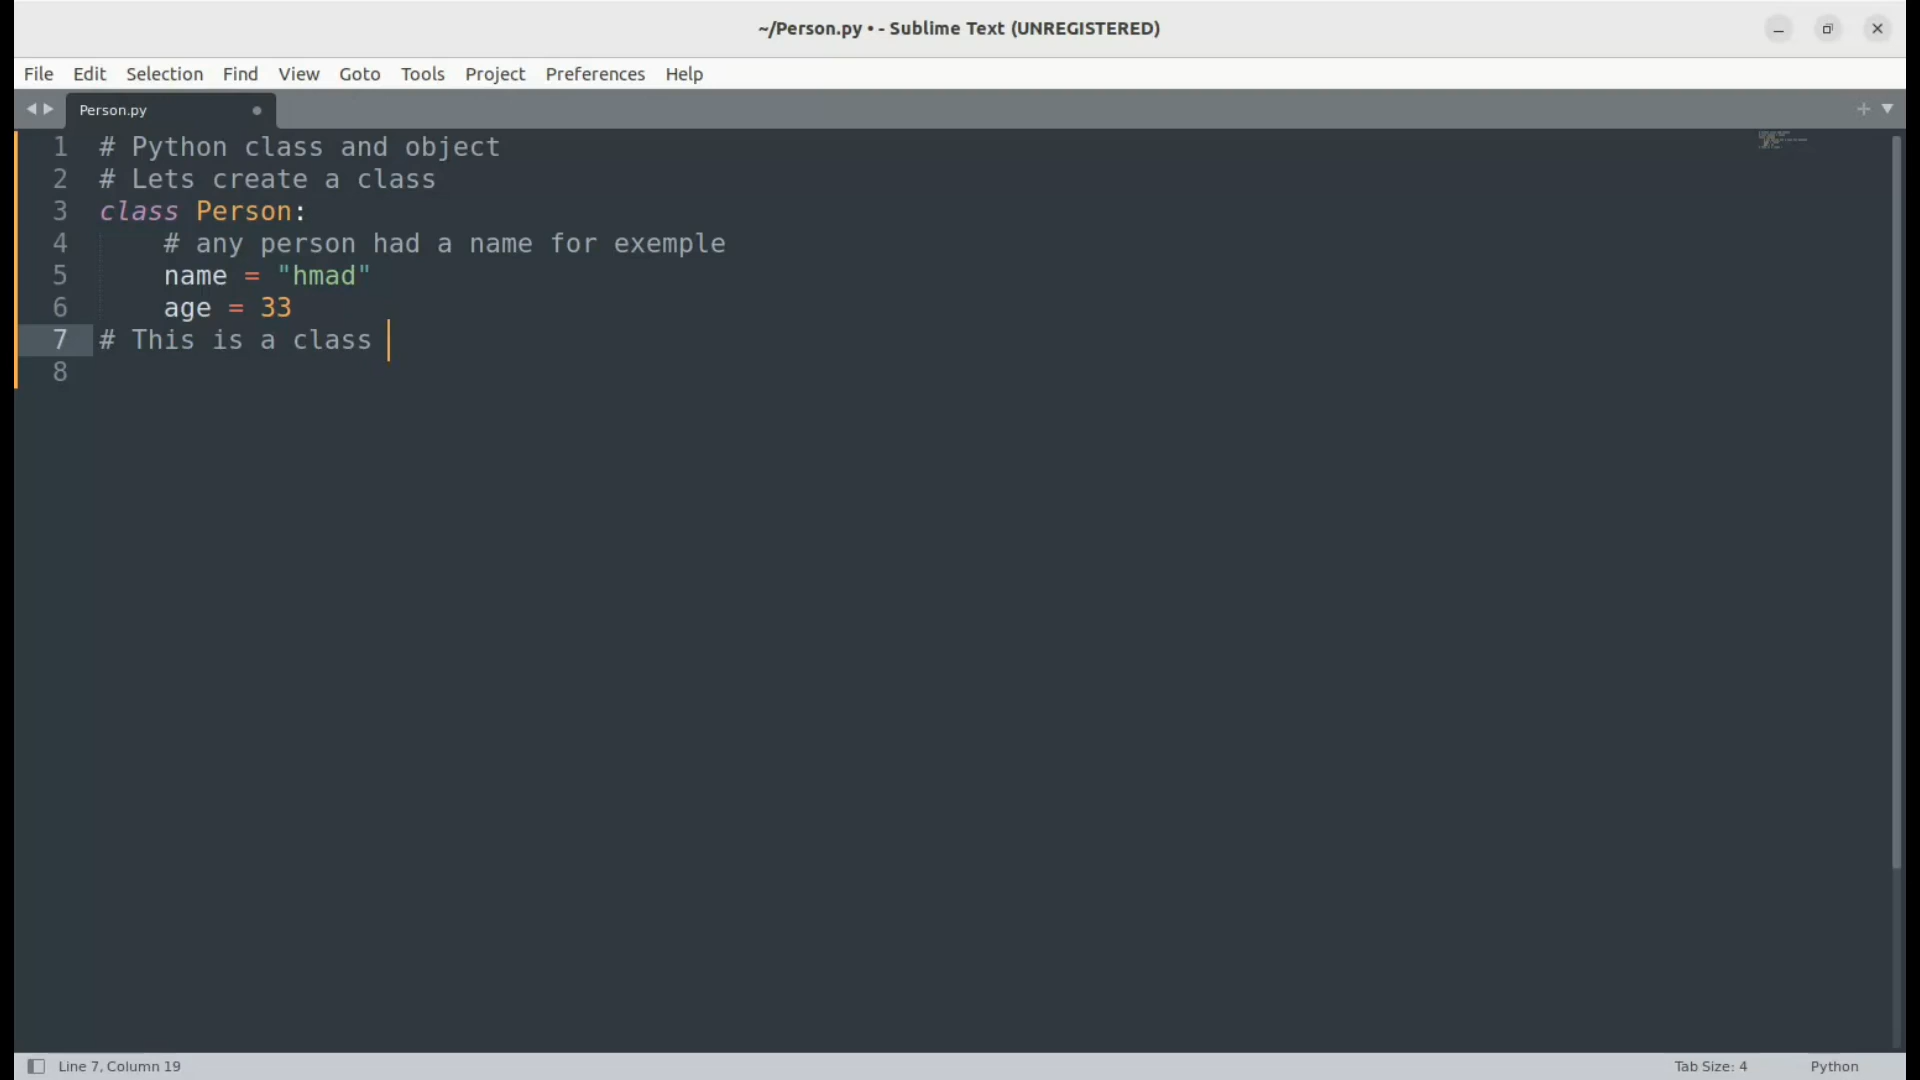 ~/Person.py • - Sublime Text (UNREGISTERED)
File Edit Selection Find View Goto Tools Project Preferences Help
Person.py
1 # Python class and object
2 # Lets create a class
3 class Person:
4     # any person had a name for exemple
5     name = "hmad"
6     age = 33
7 # This is a class
8
Line 7, Column 19 Tab Size: 4 Python